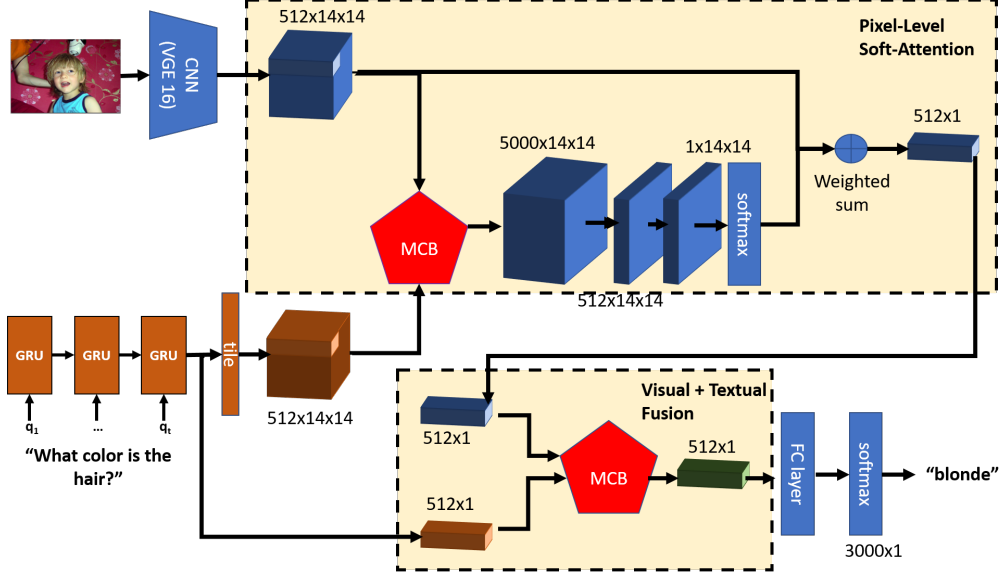 512x14x14
Pixel-Level
Soft-Attention
CNN
(VGE 16)
512x1
5000x14x14
1x14x14
Weighted
sum
softmax
MCB
512x14x14
tile
GRU
GRU
GRU
q1
...
qt
512x14x14
"What color is the
hair?"
Visual + Textual
Fusion
512x1
512x1
MCB
512x1
FC layer
softmax
"blonde"
3000x1